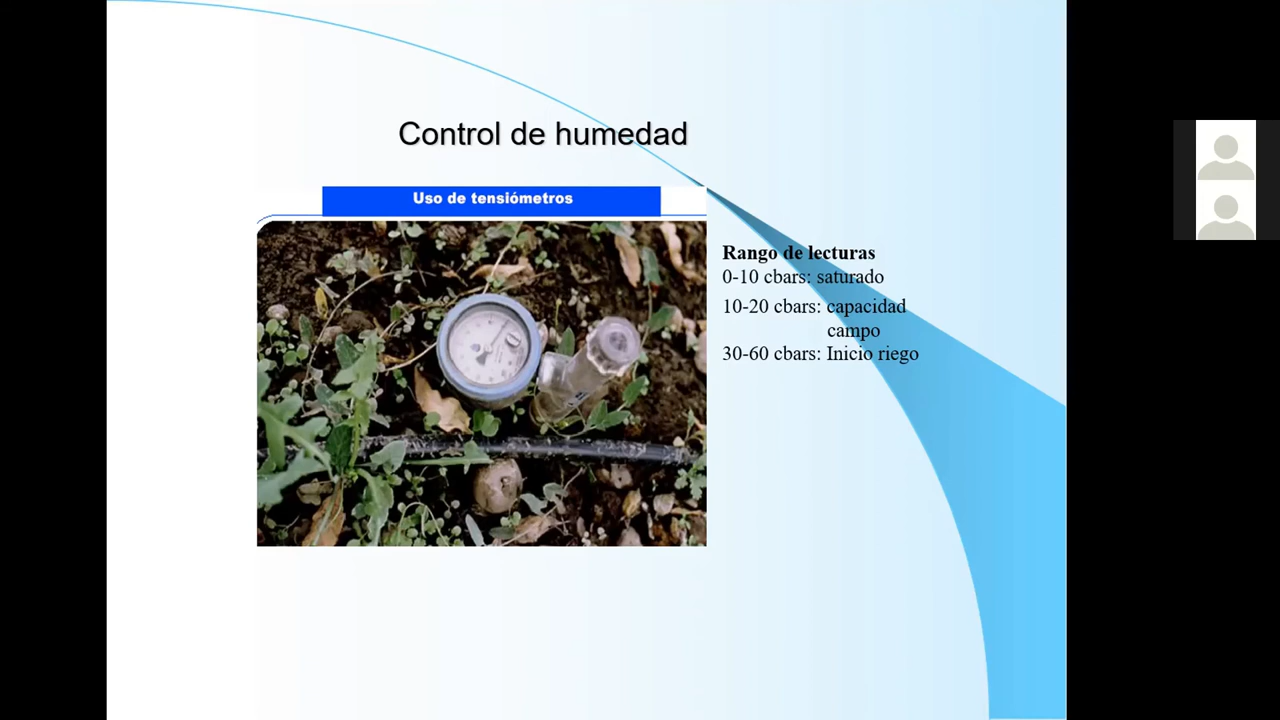 Control de humedad
Uso de tensiómetros
Rango de lecturas
0-10 cbars: saturado
10-20 cbars: capacidad
campo
30-60 cbars: Inicio riego